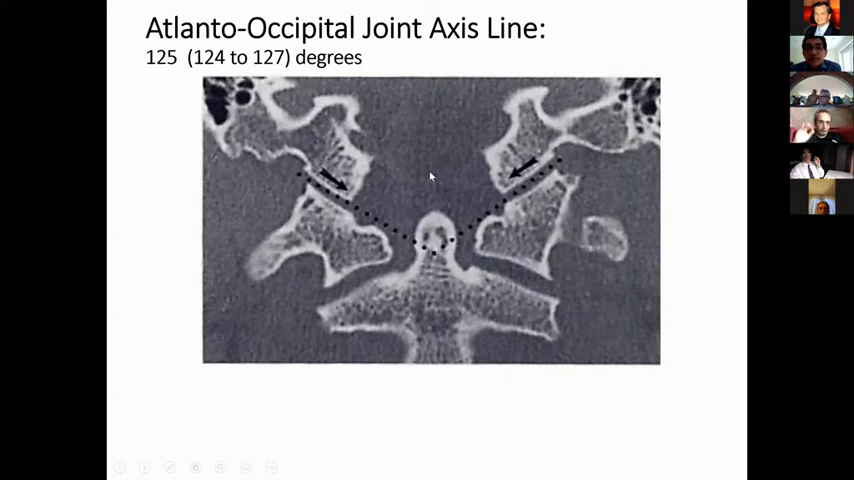 Atlanto-Occipital Joint Axis Line:
125 (124 to 127) degrees